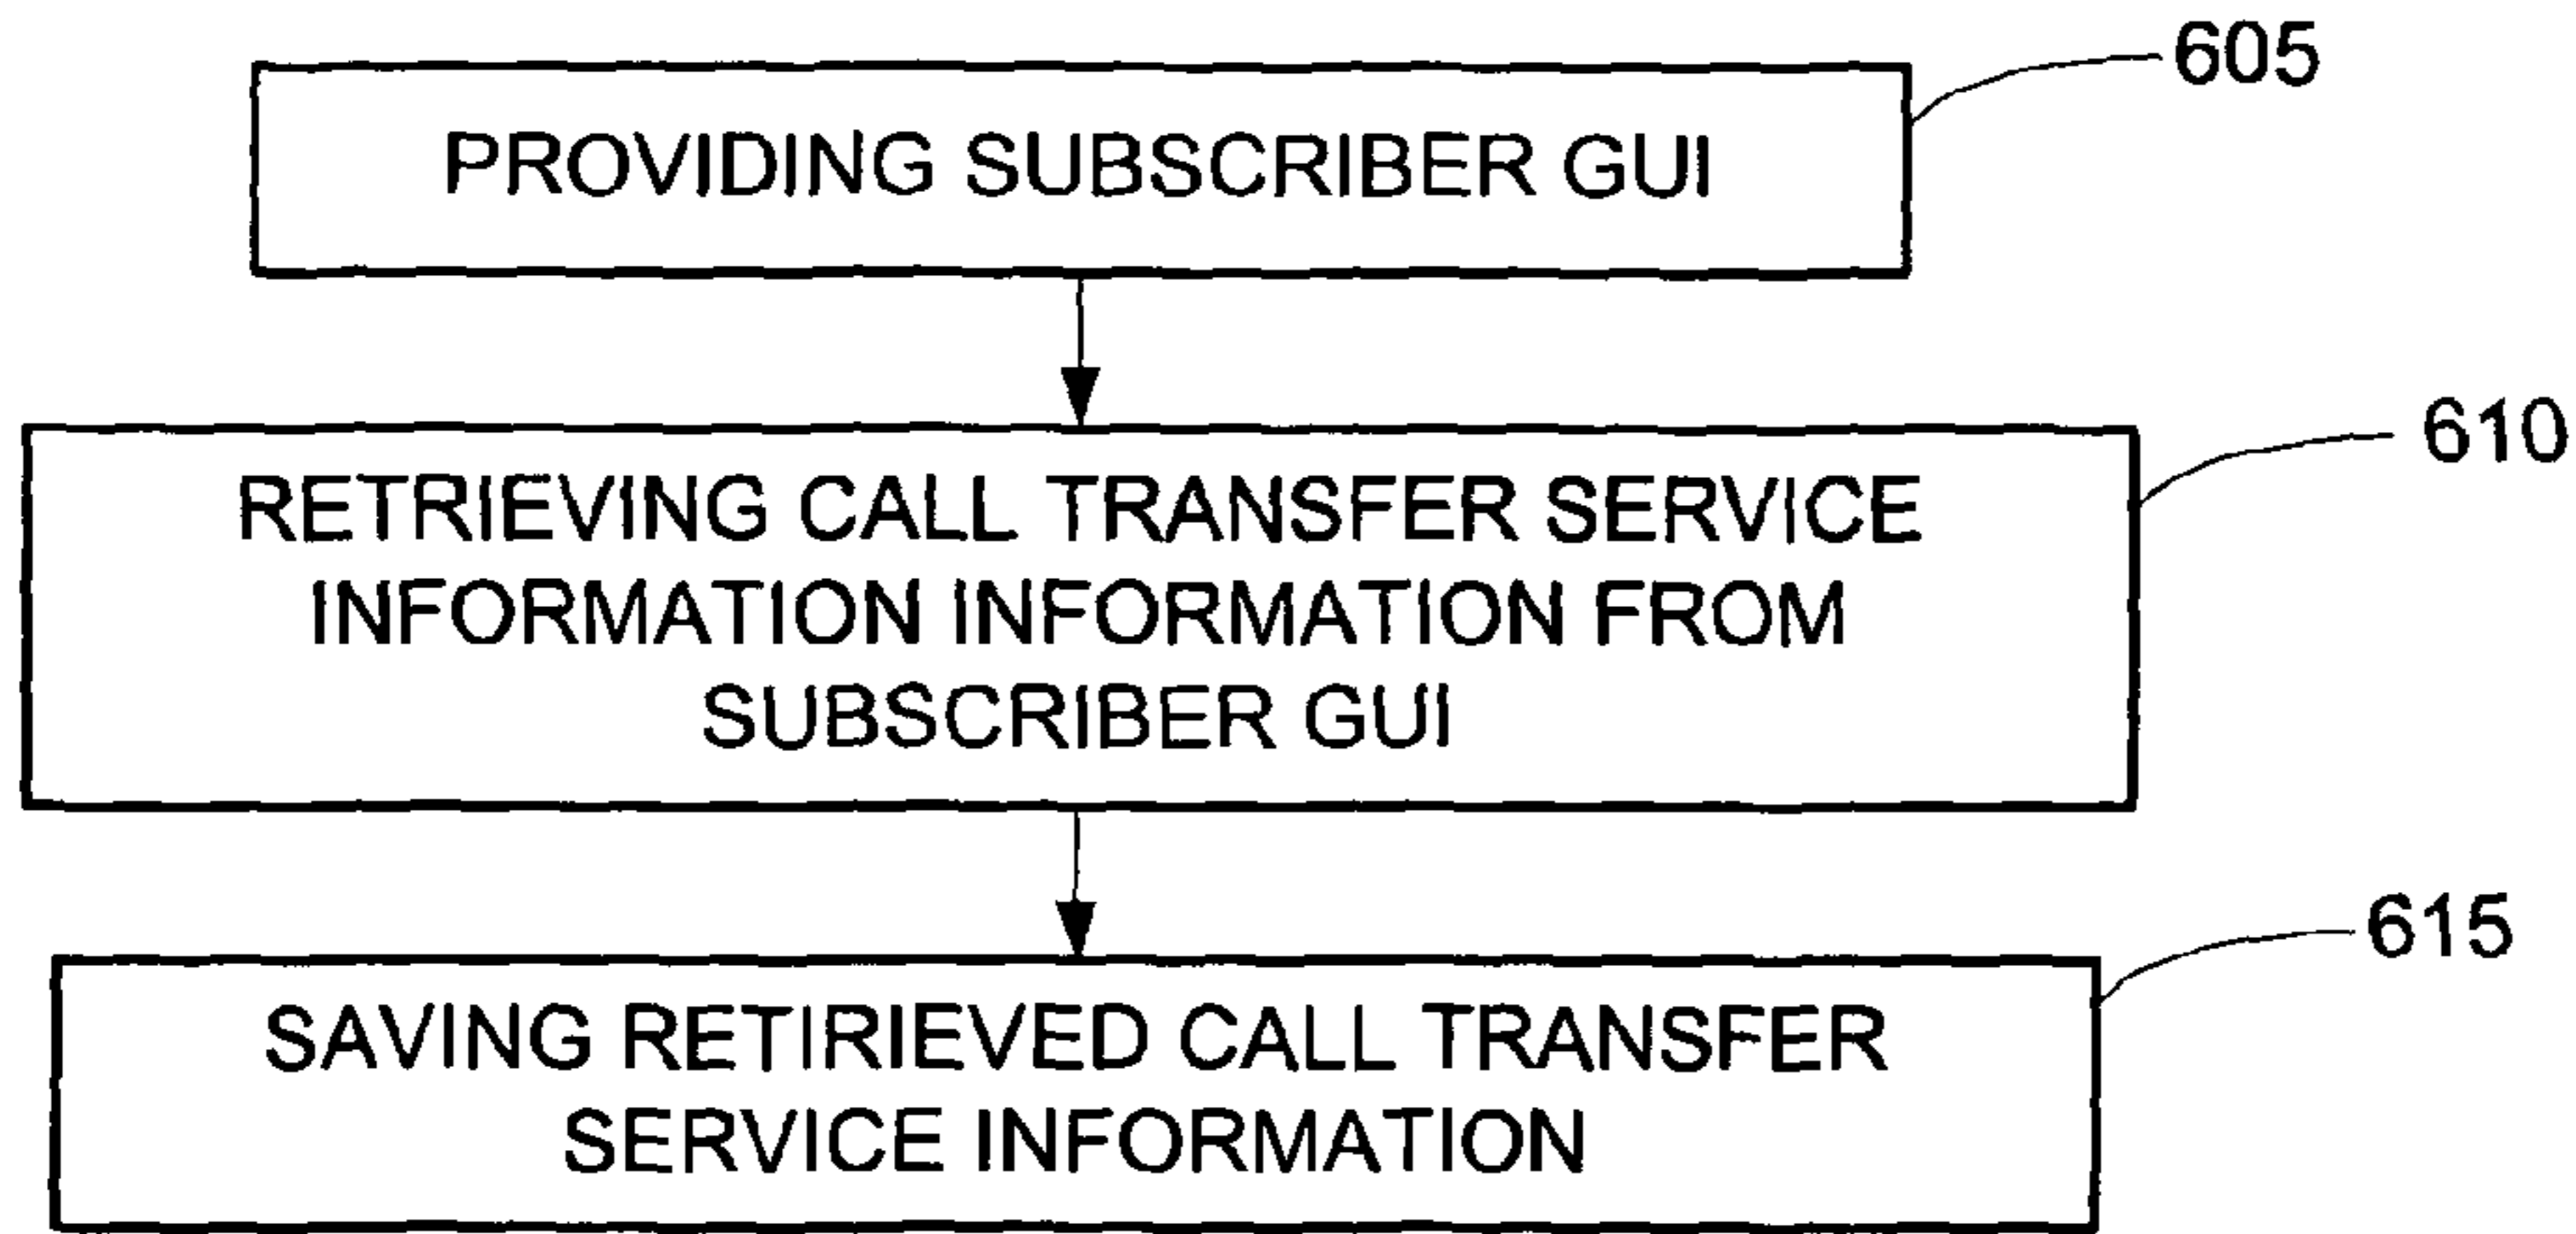 605
PROVIDING SUBSCRIBER GUI
610
RETRIEVING CALL TRANSFER SERVICE
INFORMATION INFORMATION FROM
SUBSCRIBER GUI
615
SAVING RETIRIEVED CALL TRANSFER
SERVICE INFORMATION